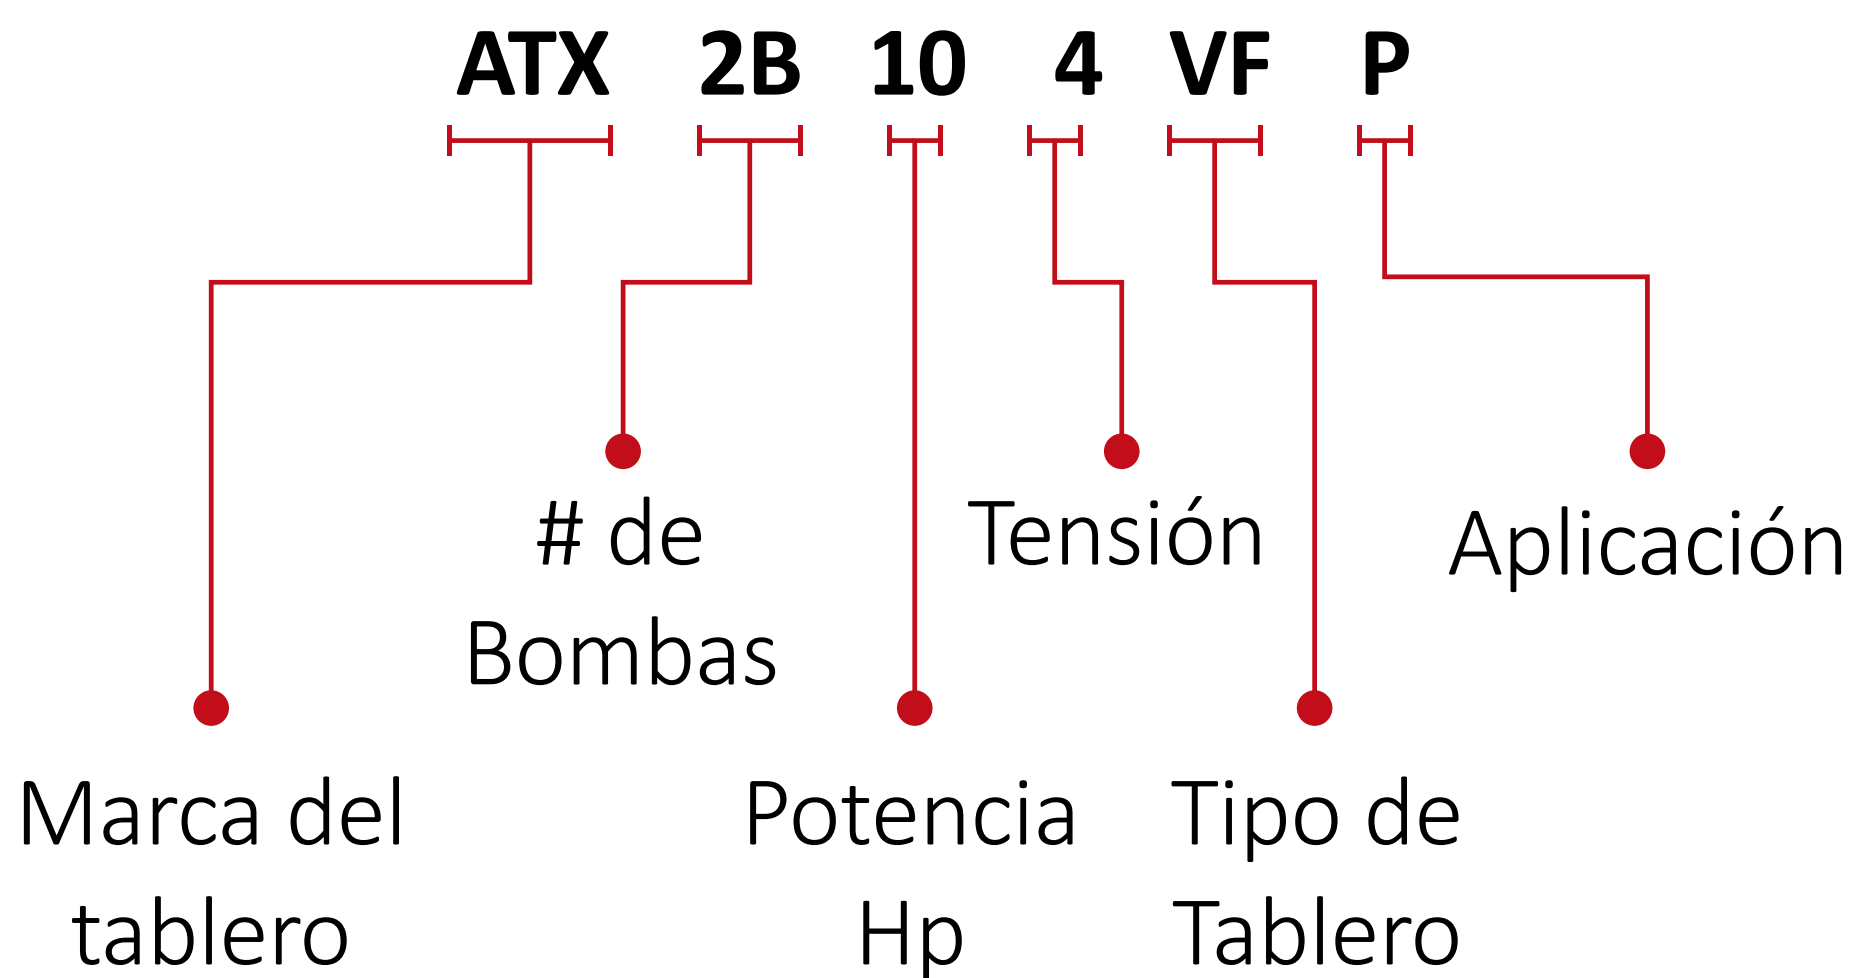 ATX 2B 10 4 VF P
# de
Bombas
Tensión
Aplicación
Marca del
tablero
Potencia
Hp
Tipo de
Tablero